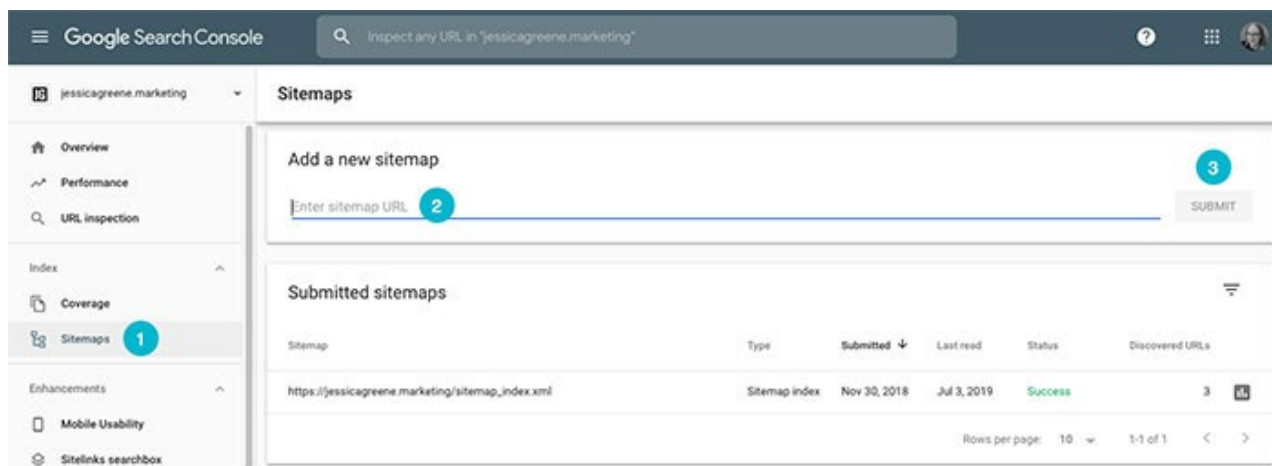 Google Search Console
Inspect any URL in "jessicagreene.marketing"
jessicagreene.marketing
Sitemaps
Overview
Performance
URL inspection
Index
Coverage
Sitemaps 1
Enhancements
Mobile Usability
Sitelinks searchbox
Add a new sitemap
3
Enter sitemap URL 2
SUBMIT
Submitted sitemaps
Sitemap Type Submitted Last read Status Discovered URLs
https://jessicagreene.marketing/sitemap_index.xml Sitemap index Nov 30, 2018 Jul 3, 2019 Success 3
Rows per page: 10 1-1 of 1